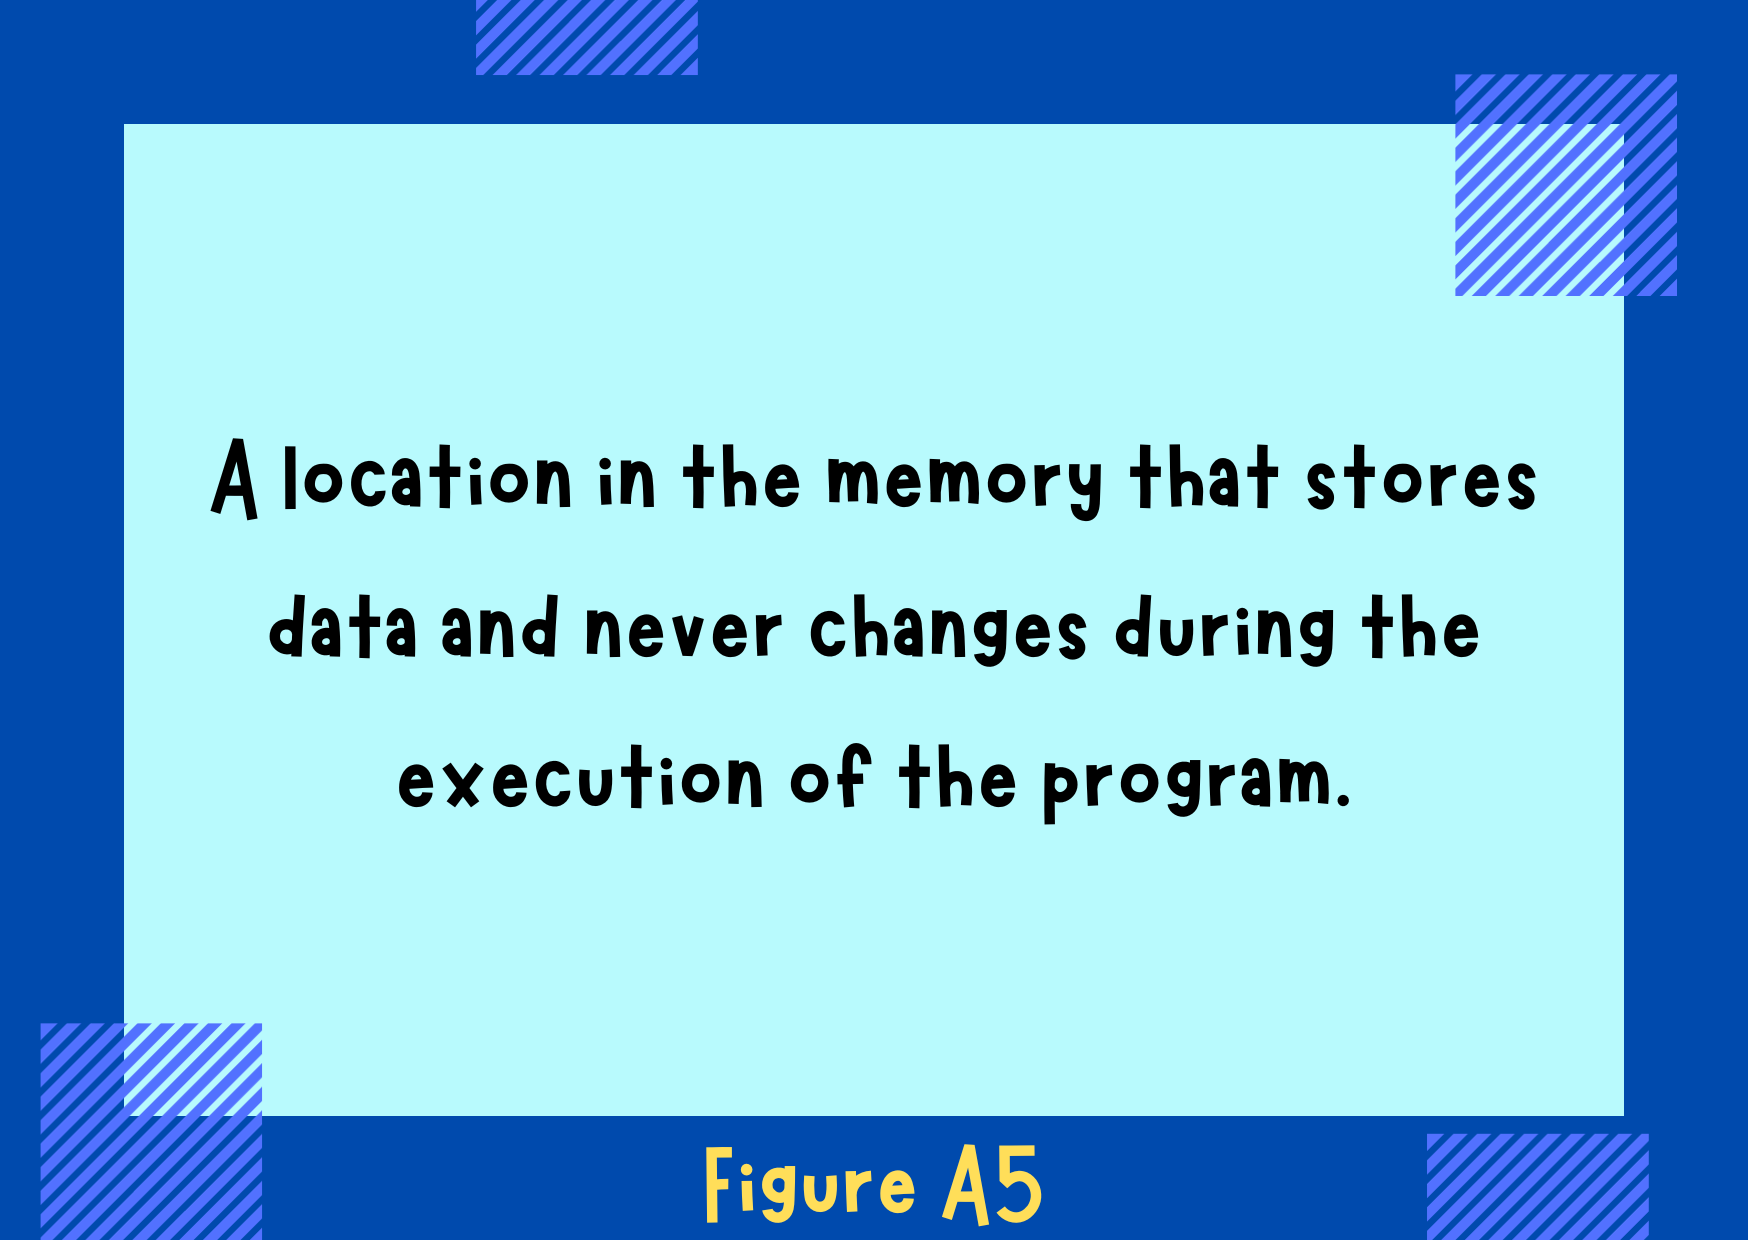 A location in the memory that stores
data and never changes during the
execution of the program.
Figure A5